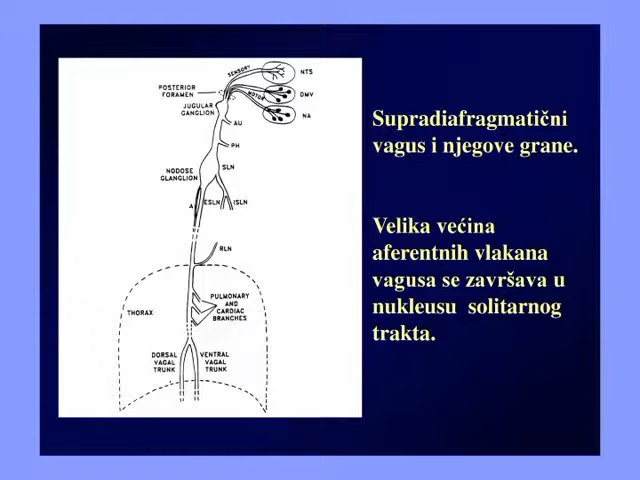 SENSORY
NTS
POSTERIOR
FORAMEN
MOTOR
DMV
JUGULAR
GANGLION
NA
AU
PH
SLN
NODOSE
GLANGLION
A
ESLN
ISLN
RLN
PULMONARY
AND
CARDIAC
BRANCHES
THORAX
DORSAL
VAGAL
TRUNK
VENTRAL
VAGAL
TRUNK
Supradiafragmatični
vagus i njegove grane.
Velika većina
aferentnih vlakana
vagusa se završava u
nukleusu solitarnog
trakta.